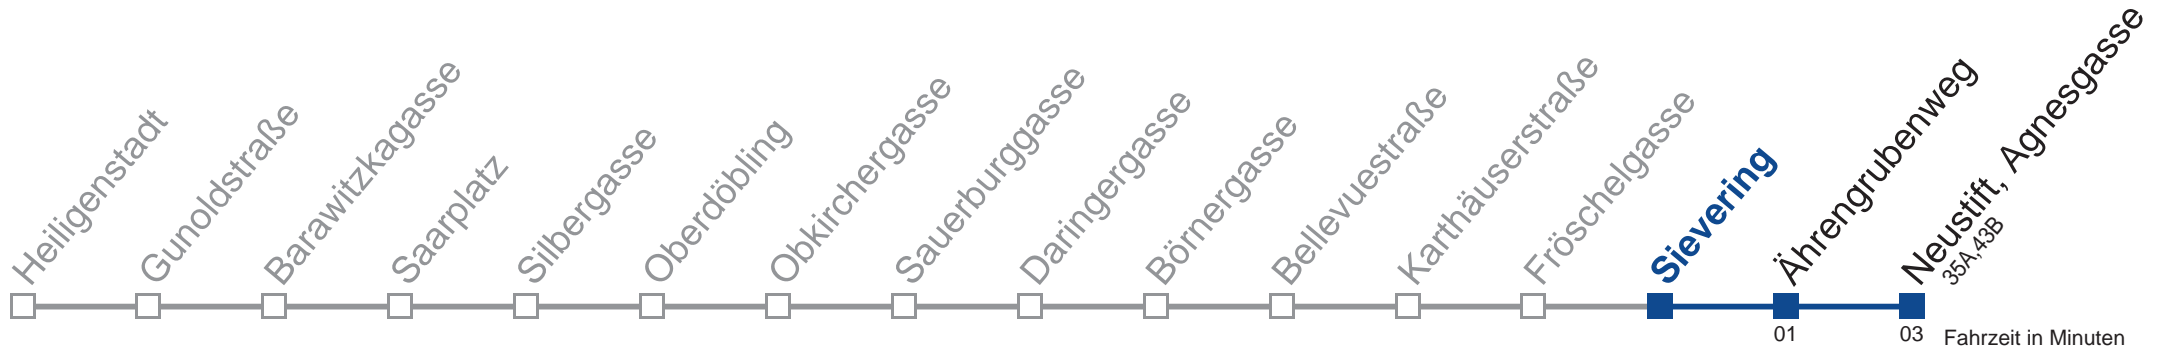 Heiligenstadt
Gunoldstraße
Barawitzkagasse
Saarplatz
Silbergasse
Oberdöbling
Obkirchergasse
Sauerburggasse
Daringergasse
Börnergasse
Bellevuestraße
Karthäuserstraße
Fröschelgasse
Sievering
Ährengrubenweg
Neustift, Agnesgasse
35A,43B
01
03
Fahrzeit in Minuten